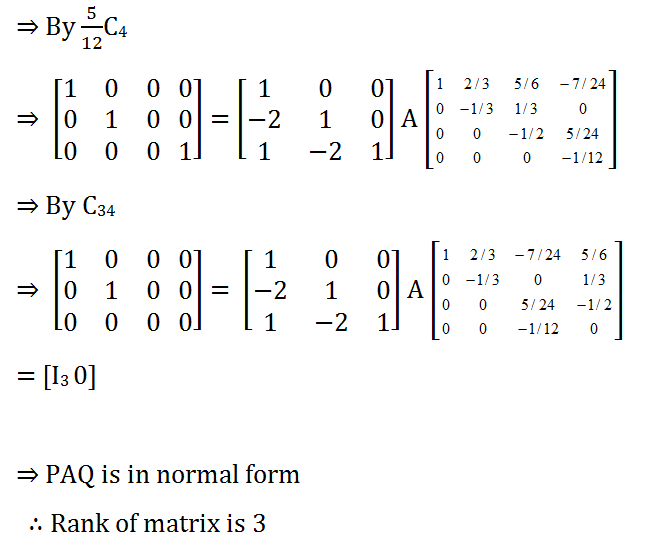 ⇒ By 5/12 C₄
⇒ [1 0 0 0; 0 1 0 0; 0 0 0 1] = [1 0 0; −2 1 0; 1 −2 1] A [1 2/3 5/6 −7/24; 0 −1/3 1/3 0; 0 0 −1/2 5/24; 0 0 0 −1/12]
⇒ By C₃₄
⇒ [1 0 0 0; 0 1 0 0; 0 0 0 0] = [1 0 0; −2 1 0; 1 −2 1] A [1 2/3 −7/24 5/6; 0 −1/3 0 1/3; 0 0 5/24 −1/2; 0 0 −1/12 0]
= [I₃ 0]
⇒ PAQ is in normal form
∴ Rank of matrix is 3